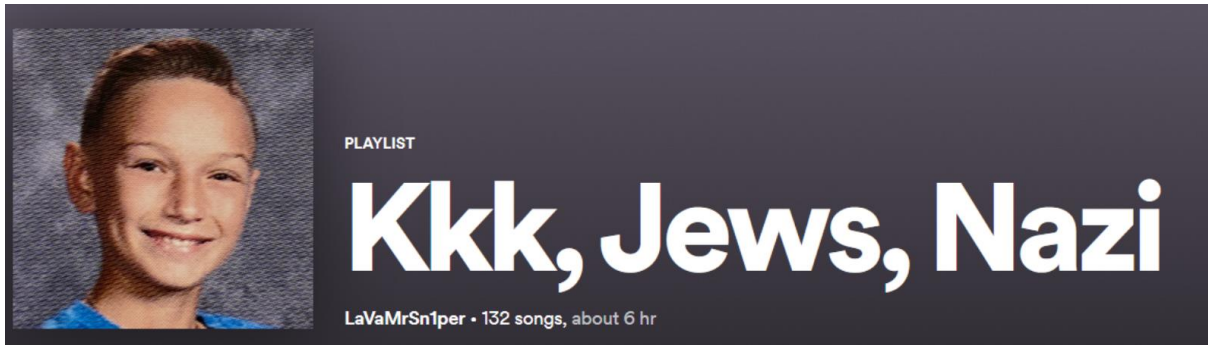 PLAYLIST
Kkk, Jews, Nazi
LaVaMrSn1per • 132 songs, about 6 hr